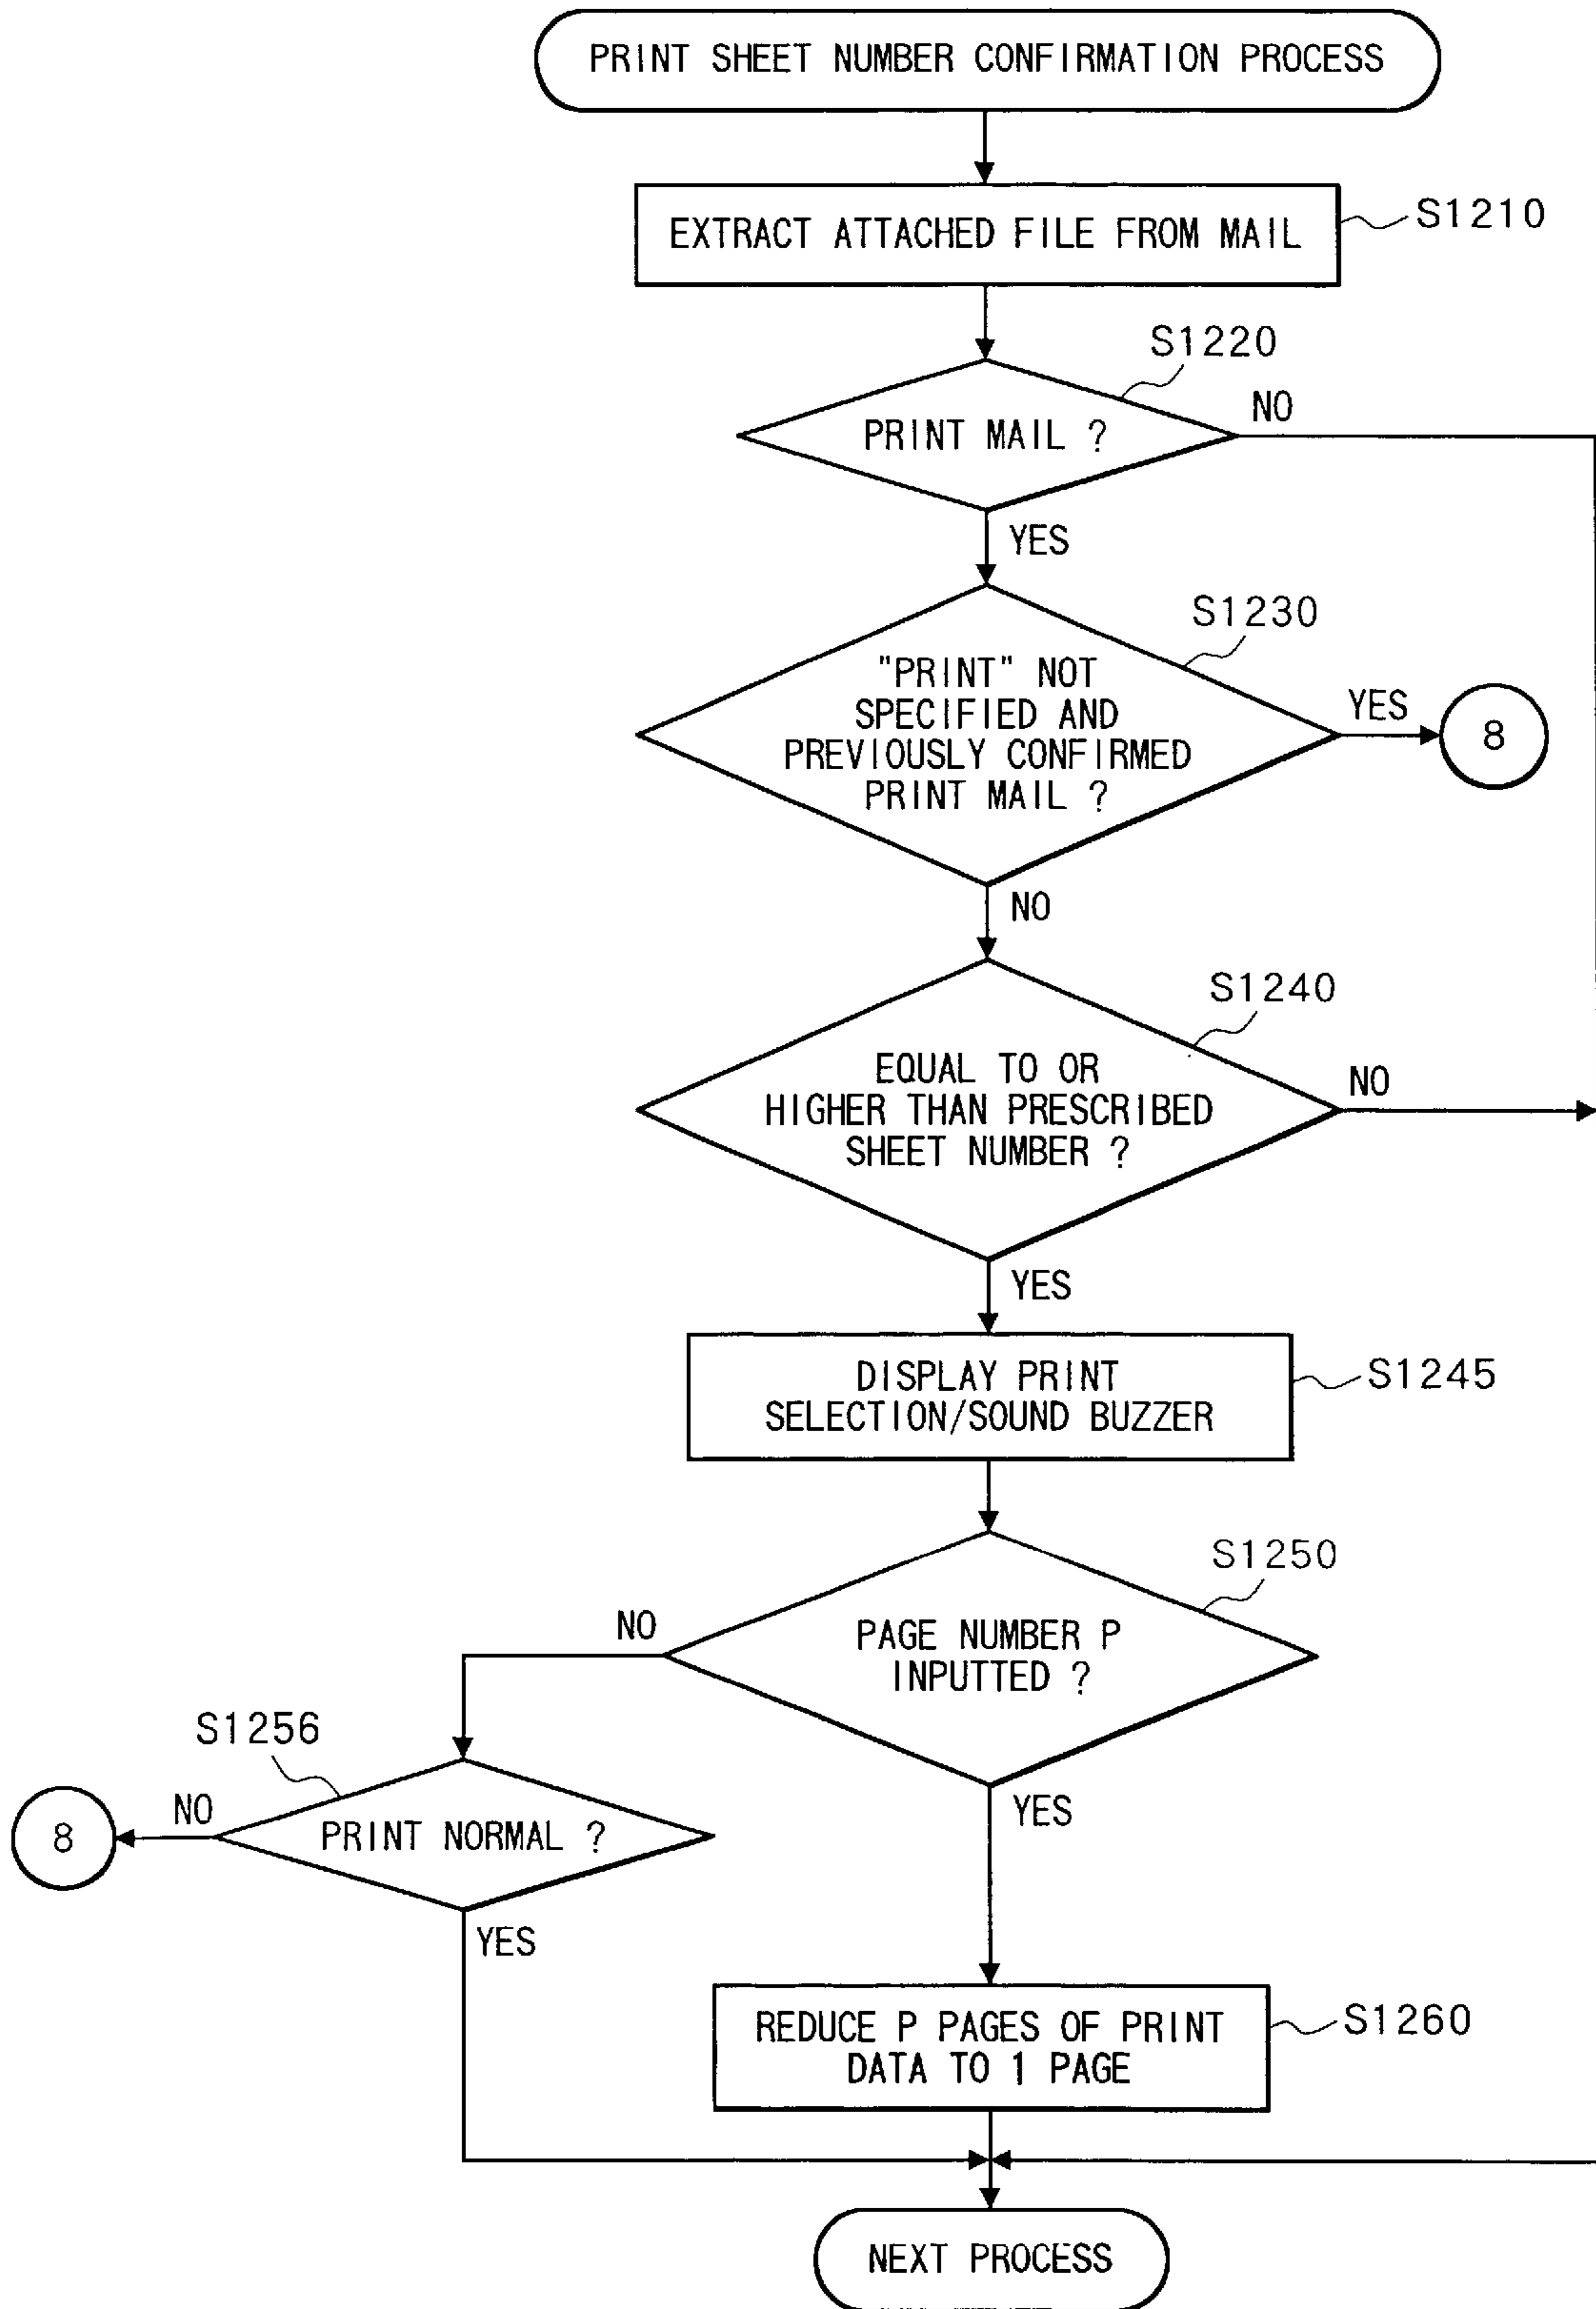 PRINT SHEET NUMBER CONFIRMATION PROCESS
EXTRACT ATTACHED FILE FROM MAIL
S1210
S1220
PRINT MAIL ?
NO
YES
S1230
"PRINT" NOT
SPECIFIED AND
PREVIOUSLY CONFIRMED
PRINT MAIL ?
YES
8
NO
S1240
EQUAL TO OR
HIGHER THAN PRESCRIBED
SHEET NUMBER ?
NO
YES
DISPLAY PRINT
SELECTION/SOUND BUZZER
S1245
S1250
PAGE NUMBER P
INPUTTED ?
NO
YES
S1256
PRINT NORMAL ?
NO
8
YES
REDUCE P PAGES OF PRINT
DATA TO 1 PAGE
S1260
NEXT PROCESS